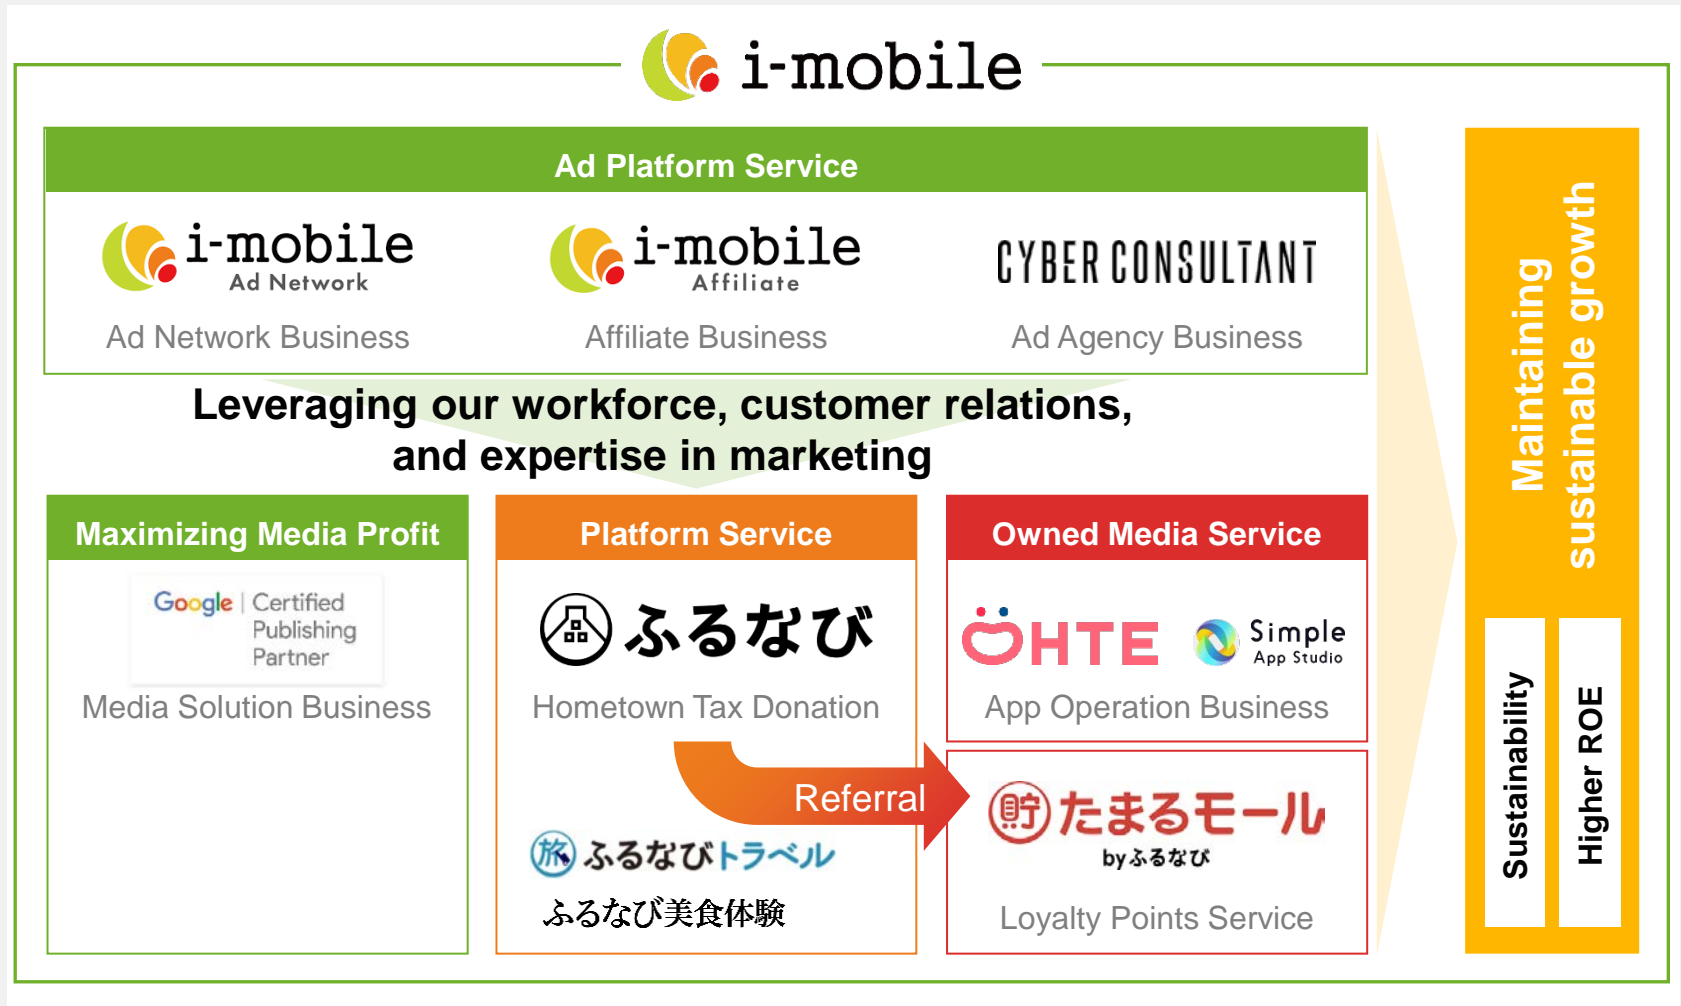 i-mobile
Ad Platform Service
i-mobile
Ad Network
Ad Network Business
i-mobile
Affiliate
Affiliate Business
CYBER CONSULTANT
Ad Agency Business
Leveraging our workforce, customer relations,
and expertise in marketing
Maximizing Media Profit
Google
Certified
Publishing
Partner
Media Solution Business
Platform Service
ふるなび
Hometown Tax Donation
Referral
旅 ふるなびトラベル
ふるなび美食体験
Owned Media Service
OHTE
Simple
App Studio
App Operation Business
貯 たまるモール
byふるなび
Loyalty Points Service
Maintaining
sustainable growth
Sustainability
Higher ROE